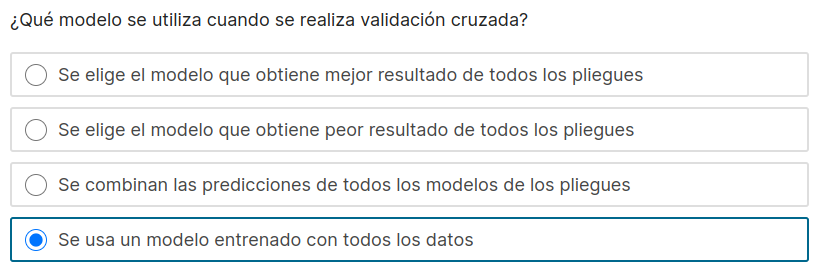 ¿Qué modelo se utiliza cuando se realiza validación cruzada?
Se elige el modelo que obtiene mejor resultado de todos los pliegues
Se elige el modelo que obtiene peor resultado de todos los pliegues
Se combinan las predicciones de todos los modelos de los pliegues
Se usa un modelo entrenado con todos los datos